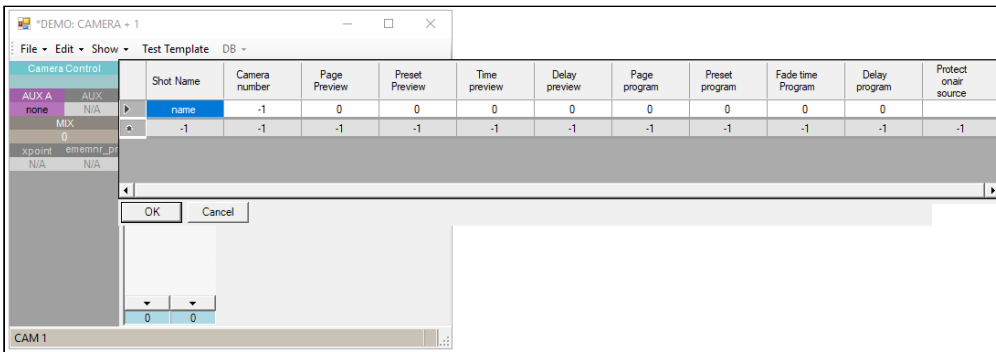 *DEMO: CAMERA + 1
File Edit Show Test Template DB
Camera Control
AUX A AUX
none N/A
MIX
0
xpoint ememnr_pr
N/A N/A
Shot Name Camera number Page Preview Preset Preview Time preview Delay preview Page program Preset program Fade time Program Delay program Protect onair source
name -1 0 0 0 0 0 0 0 0
-1 -1 -1 -1 -1 -1 -1 -1 -1 -1 -1
OK Cancel
0 0
CAM 1